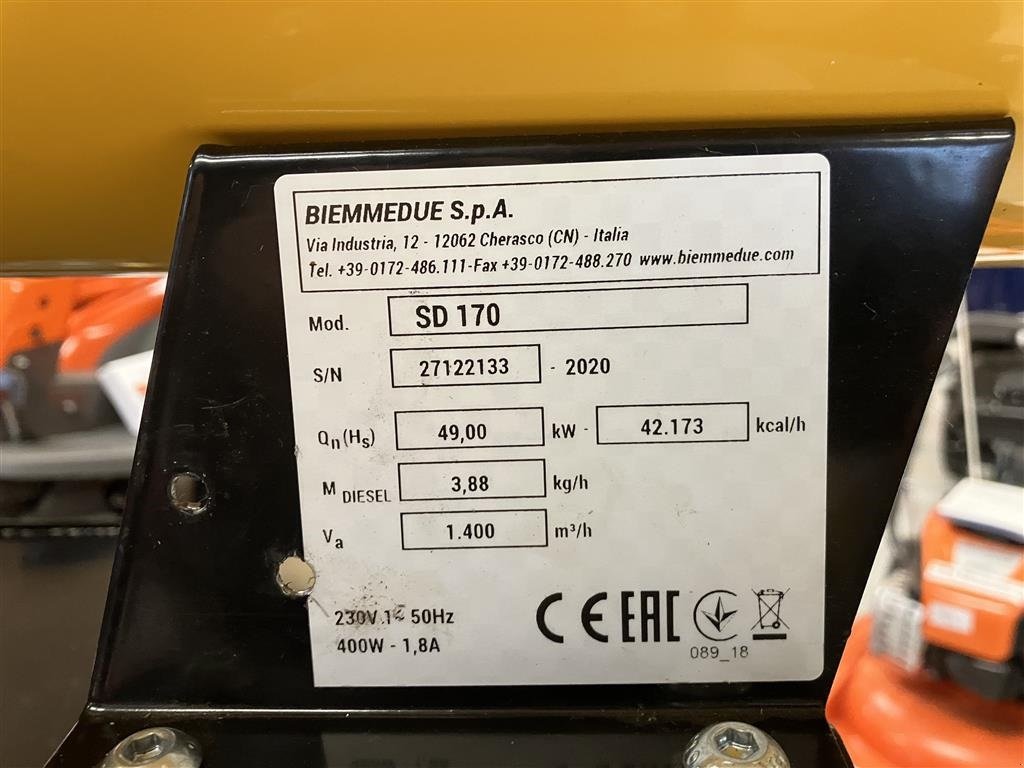 BIEMMEDUE S.p.A.
Via Industria, 12 - 12062 Cherasco (CN) - Italia
Tel. +39-0172-486.111-Fax +39-0172-488.270 www.biemmedue.com
Mod. SD 170
S/N 27122133 - 2020
Qn(Hs) 49,00 kW - 42.173 kcal/h
M DIESEL 3,88 kg/h
Va 1.400 m³/h
230V 1~ 50Hz
400W - 1,8A
CE EAC
089_18